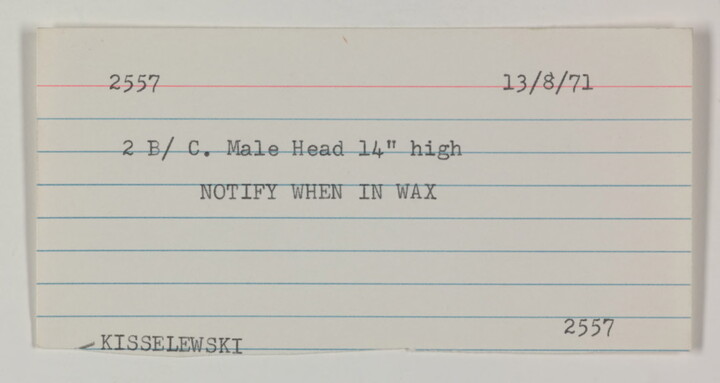 2557 13/8/71
2 B/ C. Male Head 14" high
NOTIFY WHEN IN WAX
2557
KISSELEWSKI